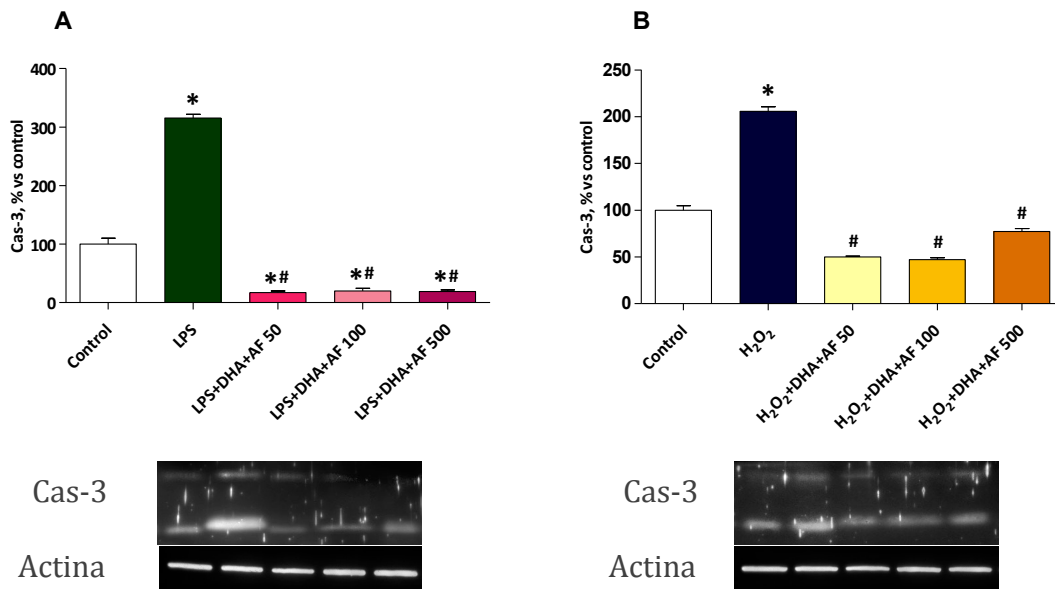 A
Cas-3, % vs control
400
300
200
100
0
*
*#
*#
*#
Control
LPS
LPS+DHA+AF 50
LPS+DHA+AF 100
LPS+DHA+AF 500
Cas-3
Actina
B
Cas-3, % vs control
250
200
150
100
50
0
*
#
#
#
Control
H₂O₂
H₂O₂+DHA+AF 50
H₂O₂+DHA+AF 100
H₂O₂+DHA+AF 500
Cas-3
Actina